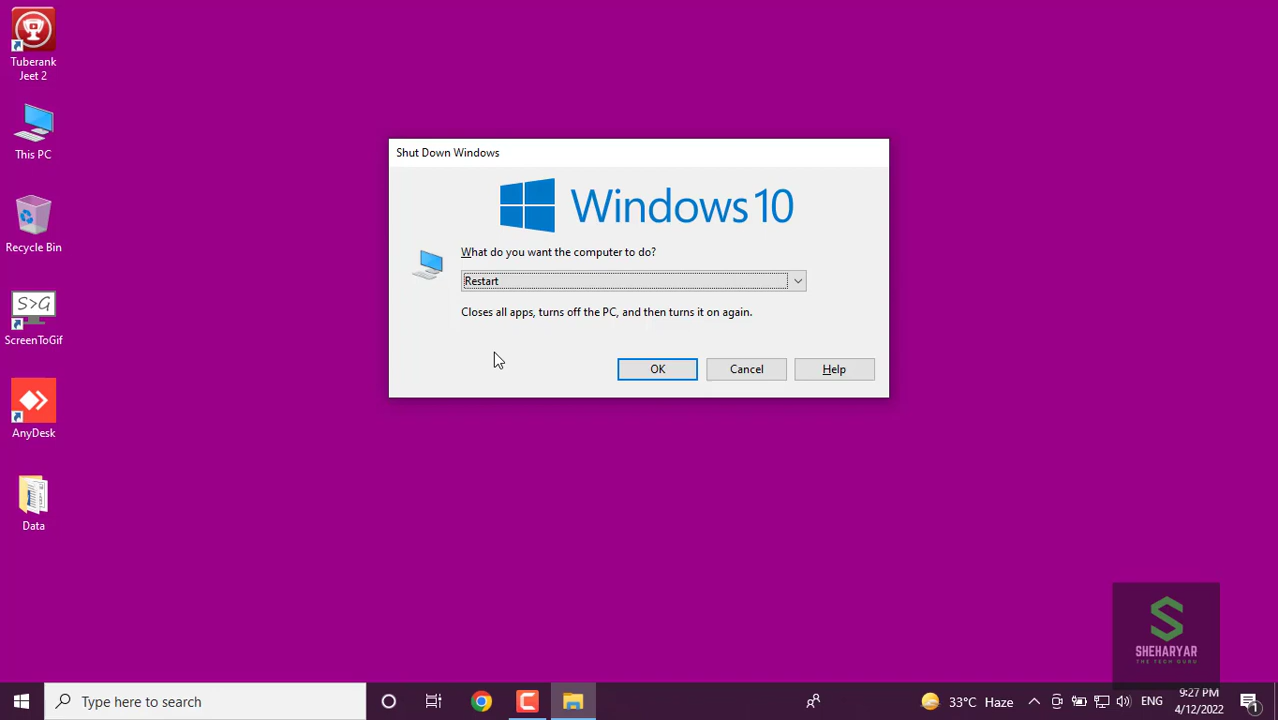 Tuberank
Jeet 2
This PC
Recycle Bin
S>G
ScreenToGif
AnyDesk
Data
Shut Down Windows
Windows 10
What do you want the computer to do?
Restart
Closes all apps, turns off the PC, and then turns it on again.
OK
Cancel
Help
SHEHARYAR
THE TECH GURU
Type here to search
33°C Haze
ENG
9:27 PM
4/12/2022
1